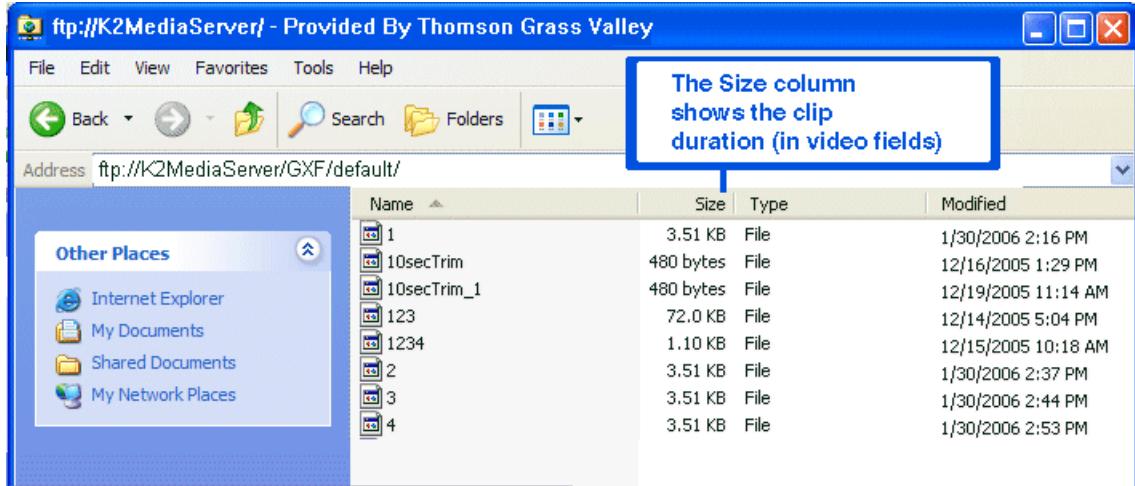 ftp://K2MediaServer/ - Provided By Thomson Grass Valley
File Edit View Favorites Tools Help
The Size column
shows the clip
duration (in video fields)
Back Search Folders
Address ftp://K2MediaServer/GXF/default/
Name Size Type Modified
Other Places
Internet Explorer
My Documents
Shared Documents
My Network Places
1 3.51 KB File 1/30/2006 2:16 PM
10secTrim 480 bytes File 12/16/2005 1:29 PM
10secTrim_1 480 bytes File 12/19/2005 11:14 AM
123 72.0 KB File 12/14/2005 5:04 PM
1234 1.10 KB File 12/15/2005 10:18 AM
2 3.51 KB File 1/30/2006 2:37 PM
3 3.51 KB File 1/30/2006 2:44 PM
4 3.51 KB File 1/30/2006 2:53 PM